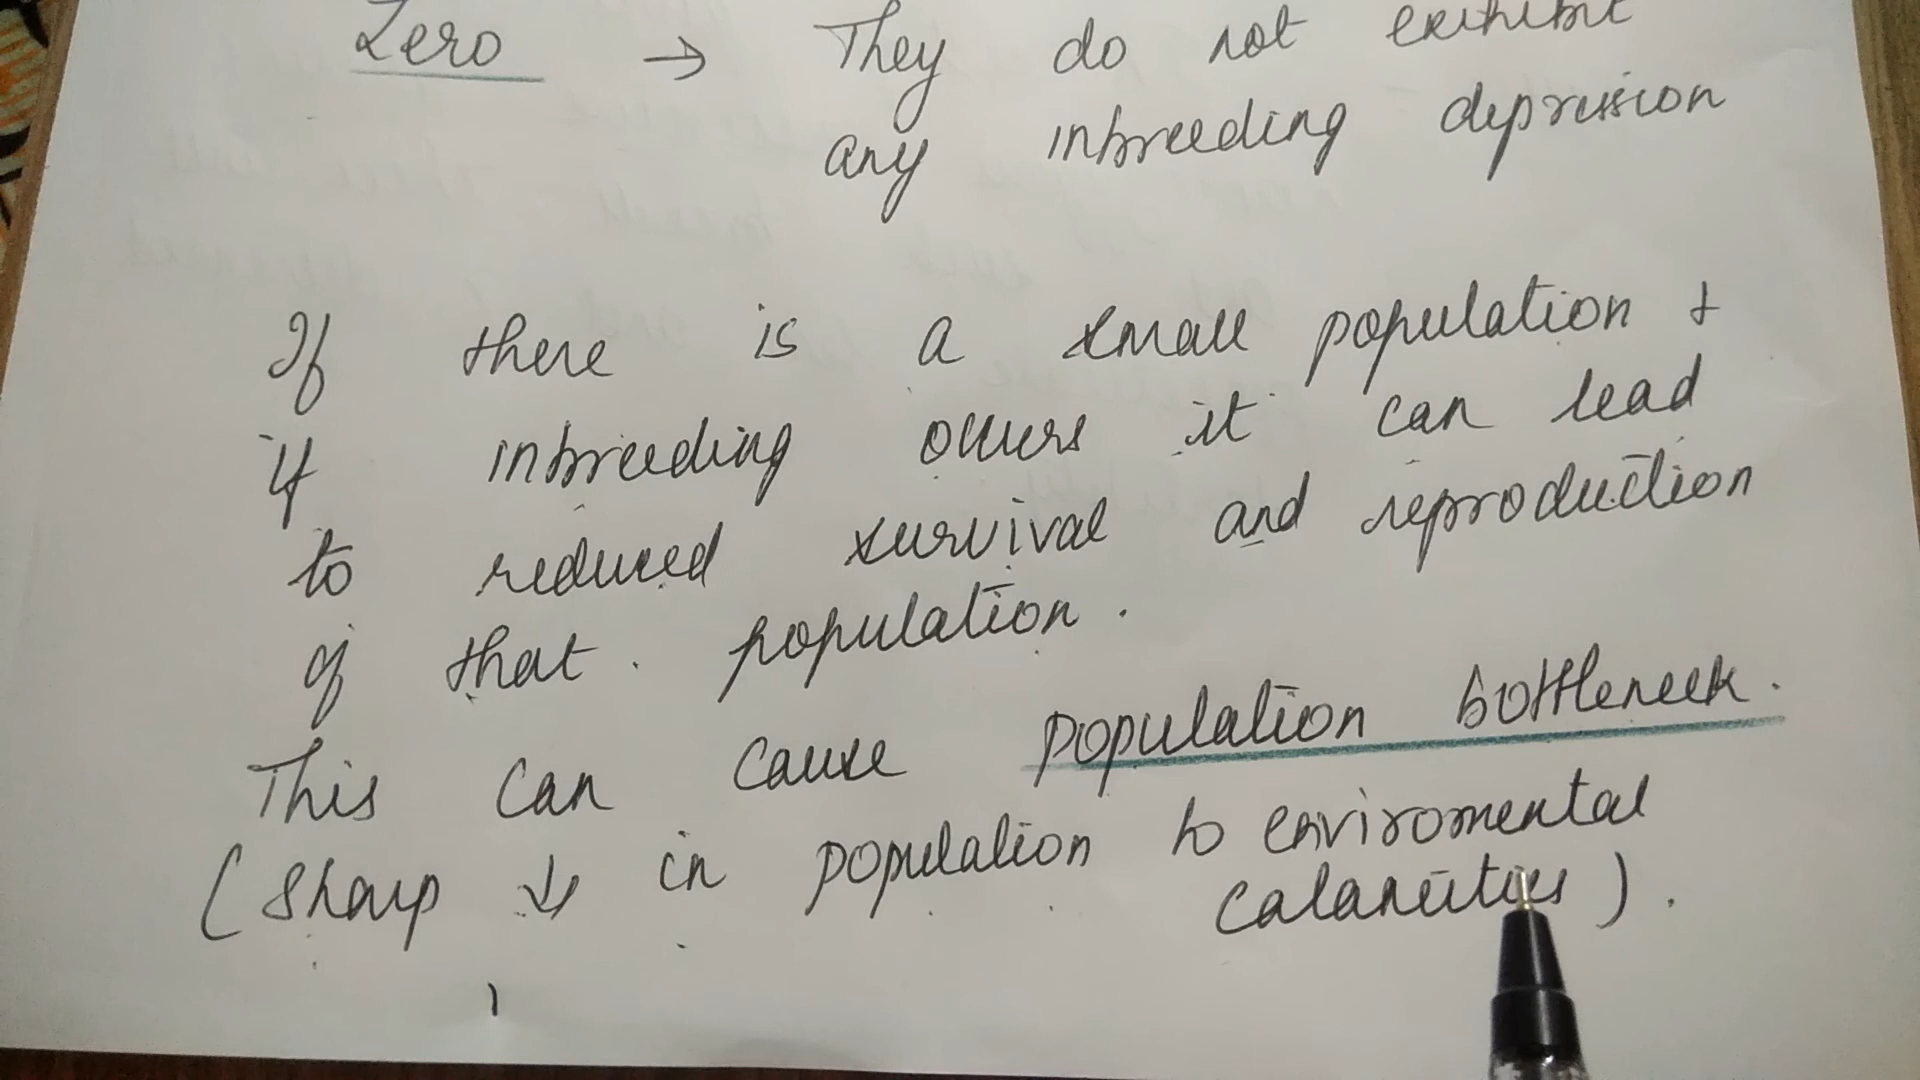 Zero → They do not exhibit
any inbreeding depression
If there is a small population +
if inbreeding occurs it can lead
to reduced survival and reproduction
of that population.
This can cause population bottleneck.
(Sharp ↓ in population to enviromental
calamities).